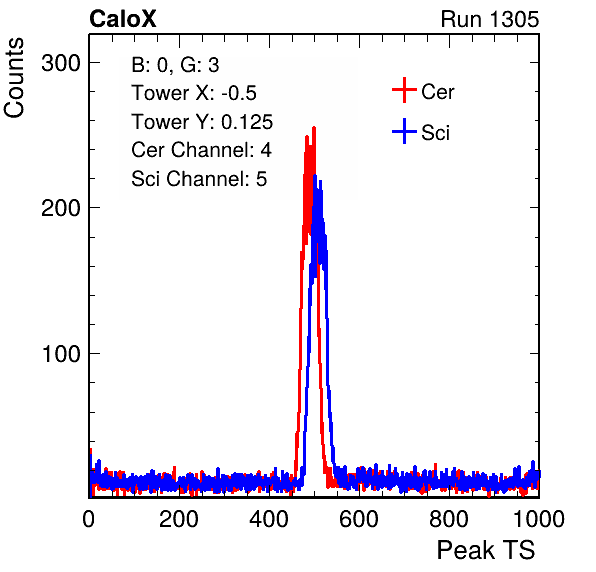 CaloX Run 1305
Counts
300
200
100
B: 0, G: 3
Tower X: -0.5
Tower Y: 0.125
Cer Channel: 4
Sci Channel: 5
Cer
Sci
0 200 400 600 800 1000
Peak TS